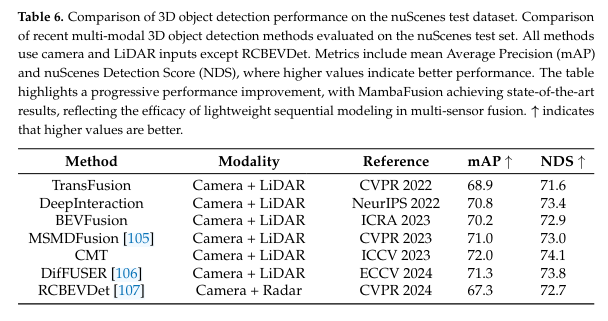 Table 6. Comparison of 3D object detection performance on the nuScenes test dataset. Comparison
of recent multi-modal 3D object detection methods evaluated on the nuScenes test set. All methods
use camera and LiDAR inputs except RCBEVDet. Metrics include mean Average Precision (mAP)
and nuScenes Detection Score (NDS), where higher values indicate better performance. The table
highlights a progressive performance improvement, with MambaFusion achieving state-of-the-art
results, reflecting the efficacy of lightweight sequential modeling in multi-sensor fusion. ↑ indicates
that higher values are better.
Method Modality Reference mAP ↑ NDS ↑
TransFusion Camera + LiDAR CVPR 2022 68.9 71.6
DeepInteraction Camera + LiDAR NeurIPS 2022 70.8 73.4
BEVFusion Camera + LiDAR ICRA 2023 70.2 72.9
MSMDFusion [105] Camera + LiDAR CVPR 2023 71.0 73.0
CMT Camera + LiDAR ICCV 2023 72.0 74.1
DifFUSER [106] Camera + LiDAR ECCV 2024 71.3 73.8
RCBEVDet [107] Camera + Radar CVPR 2024 67.3 72.7